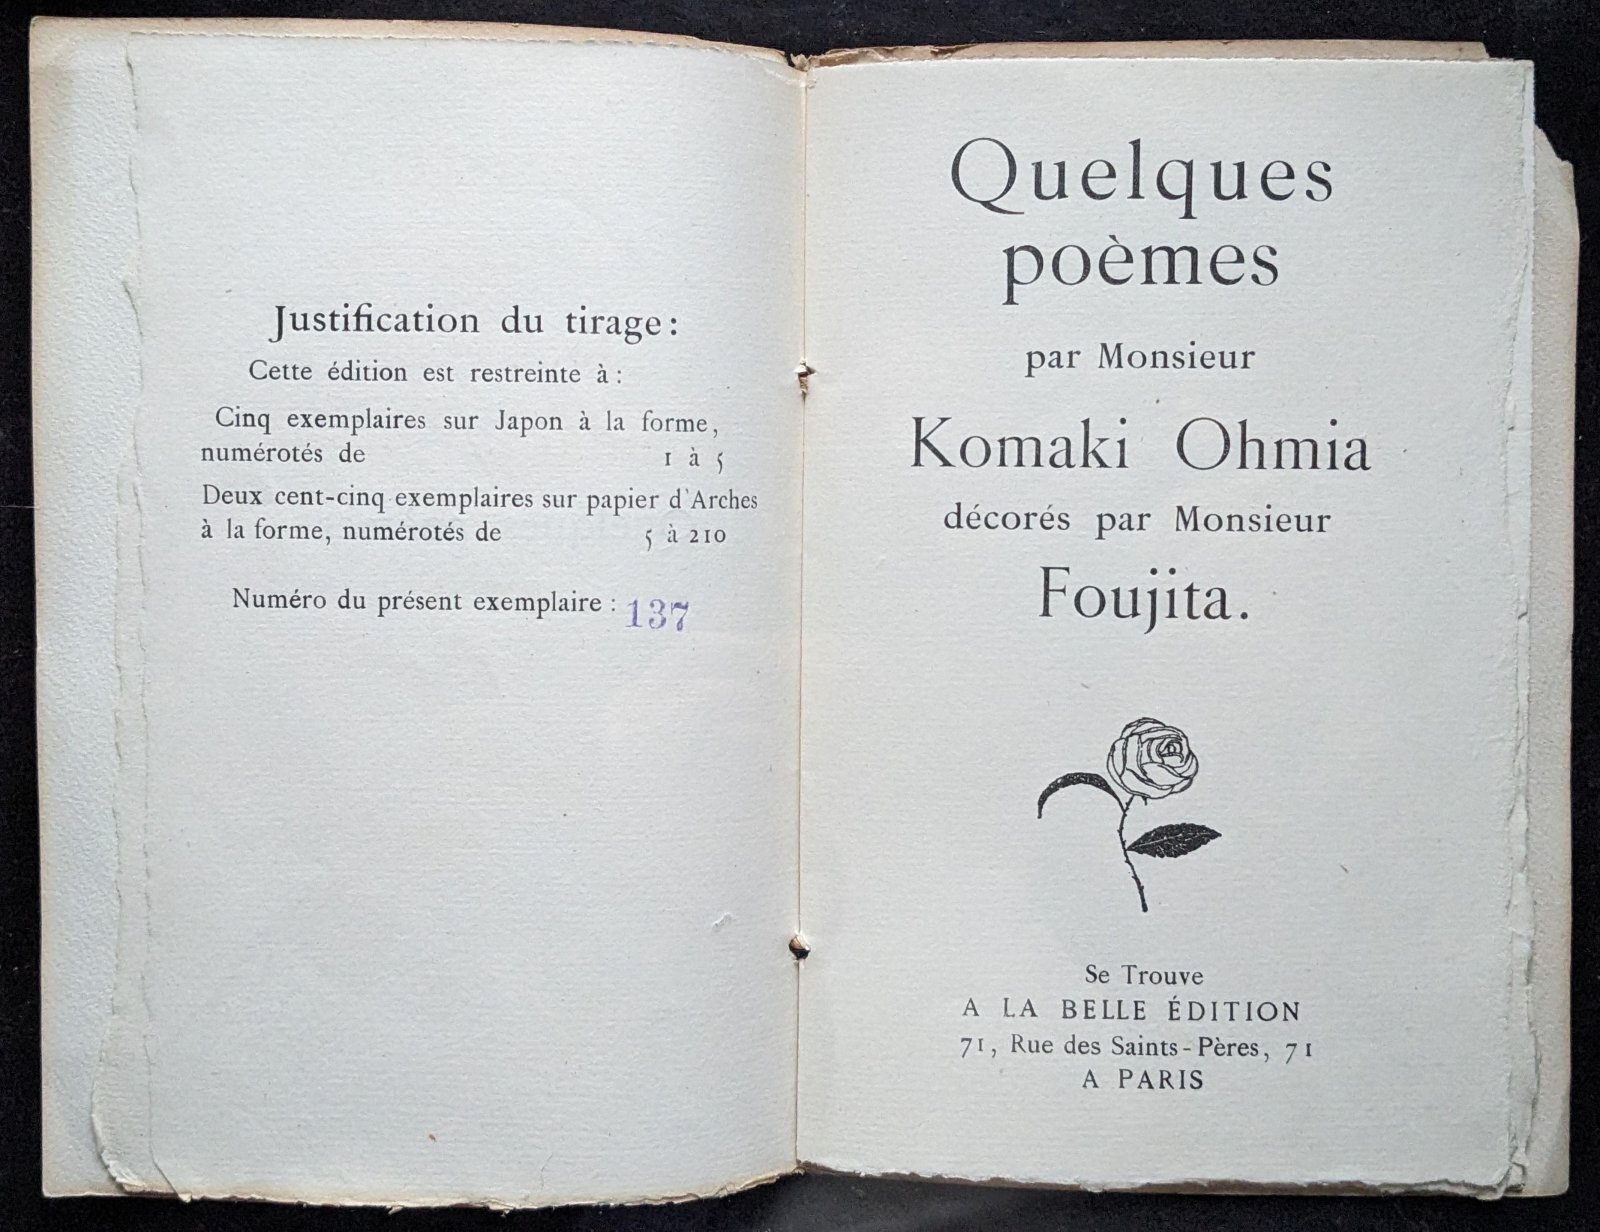 Justification du tirage :
Cette édition est restreinte à :
Cinq exemplaires sur Japon à la forme,
numérotés de 1 à 5
Deux cent-cinq exemplaires sur papier d'Arches
à la forme, numérotés de 5 à 210
Numéro du présent exemplaire : 137
Quelques
poèmes
par Monsieur
Komaki Ohmia
décorés par Monsieur
Foujita.
Se Trouve
A LA BELLE ÉDITION
71, Rue des Saints-Pères, 71
A PARIS